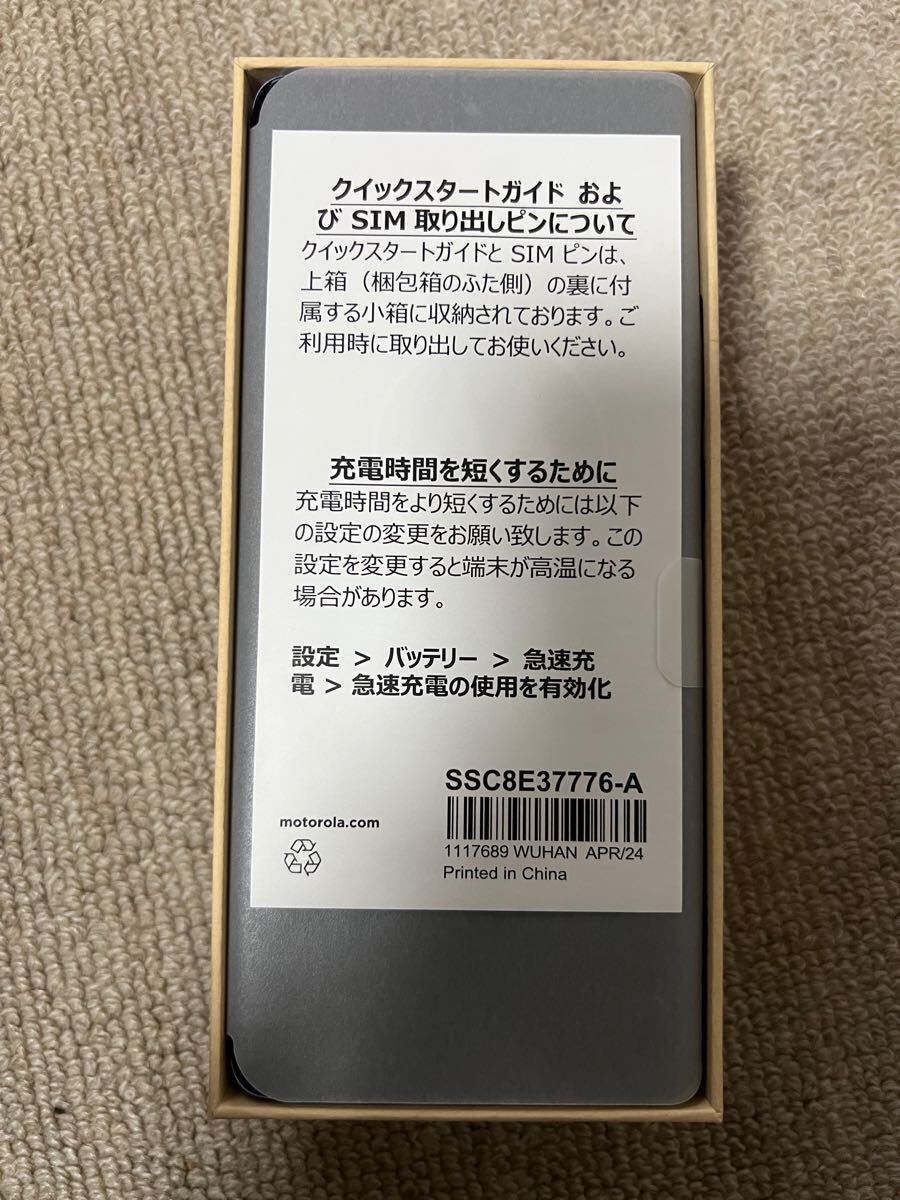 クイックスタートガイド およ
び SIM 取り出しピンについて
クイックスタートガイドと SIM ピンは、
上箱（梱包箱のふた側）の裏に付
属する小箱に収納されております。ご
利用時に取り出してお使いください。
充電時間を短くするために
充電時間をより短くするためには以下
の設定の変更をお願い致します。この
設定を変更すると端末が高温になる
場合があります。
設定 > バッテリー > 急速充
電 > 急速充電の使用を有効化
SSC8E37776-A
motorola.com
1117689 WUHAN APR/24
Printed in China